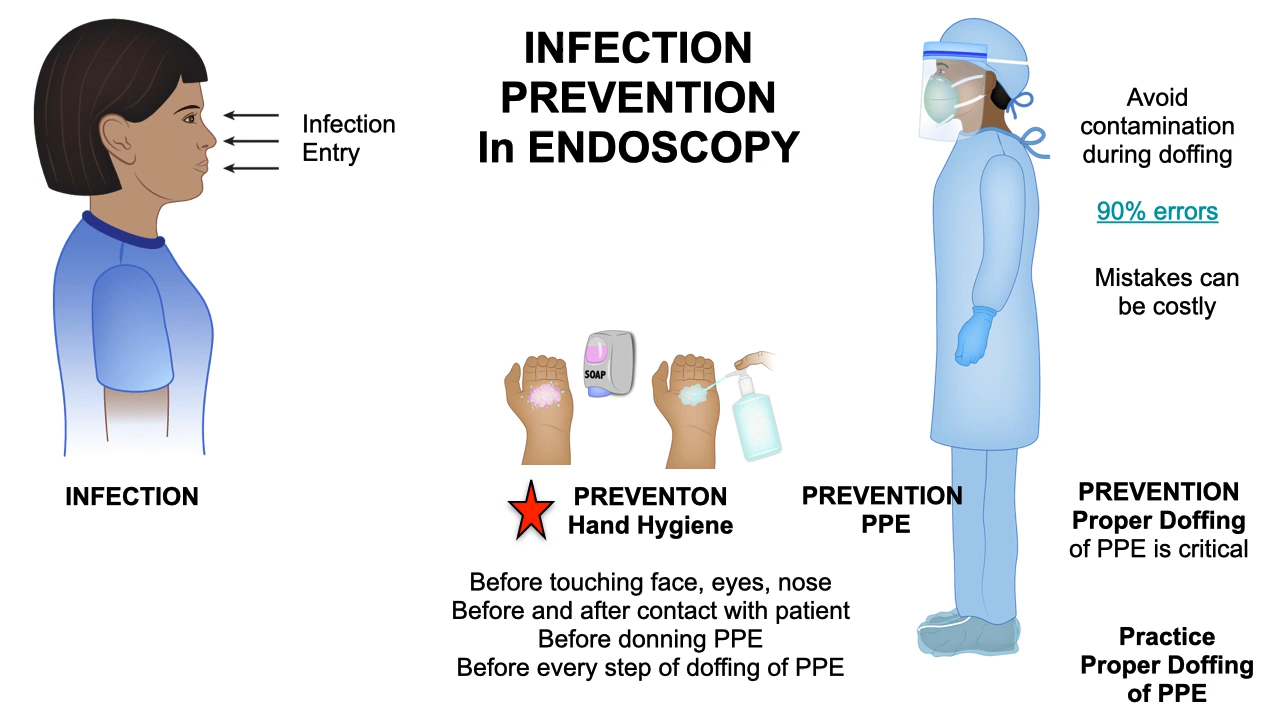 INFECTION
PREVENTION
In ENDOSCOPY
Infection
Entry
INFECTION
SOAP
PREVENTON
Hand Hygiene
Before touching face, eyes, nose
Before and after contact with patient
Before donning PPE
Before every step of doffing of PPE
PREVENTION
PPE
Avoid
contamination
during doffing
90% errors
Mistakes can
be costly
PREVENTION
Proper Doffing
of PPE is critical
Practice
Proper Doffing
of PPE